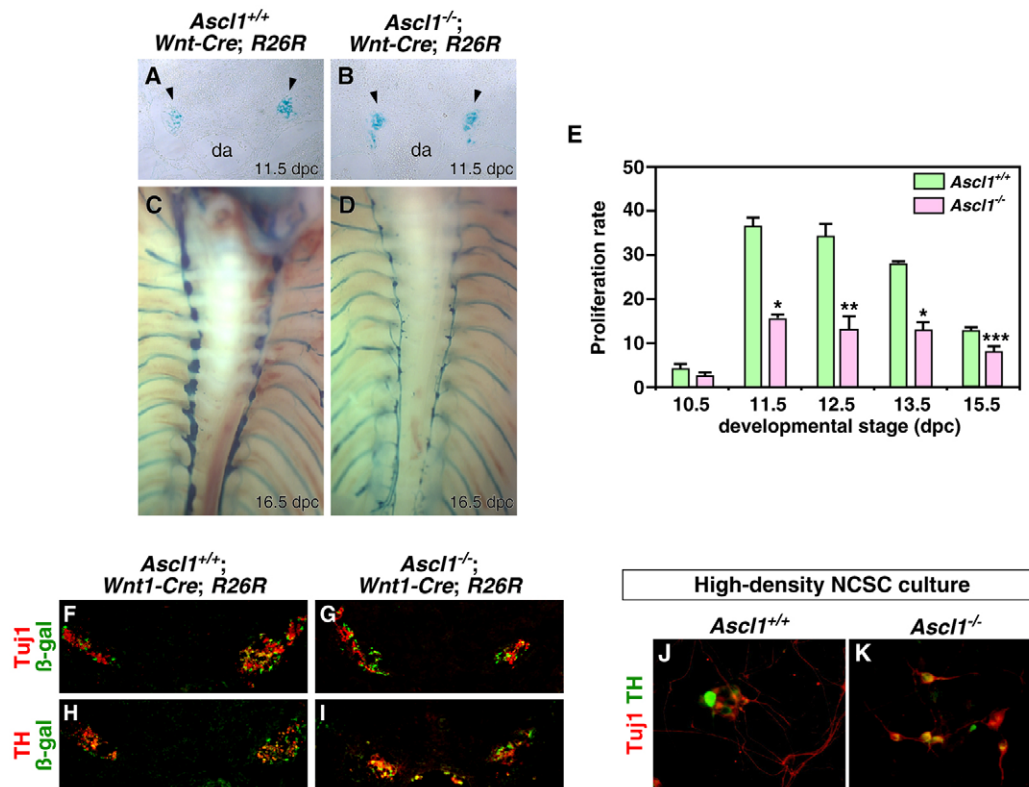 Ascl1+/+
Wnt-Cre; R26R
Ascl1-/-;
Wnt-Cre; R26R
A
da
11.5 dpc
B
da
11.5 dpc
C
16.5 dpc
D
16.5 dpc
E
Proliferation rate
50
40
30
20
10
0
Ascl1+/+
Ascl1-/-
*
**
*
***
10.5
11.5
12.5
13.5
15.5
developmental stage (dpc)
Ascl1+/+;
Wnt1-Cre; R26R
Ascl1-/-;
Wnt1-Cre; R26R
Tuj1
ß-gal
F
G
TH
ß-gal
H
I
High-density NCSC culture
Ascl1+/+
Ascl1-/-
Tuj1 TH
J
K